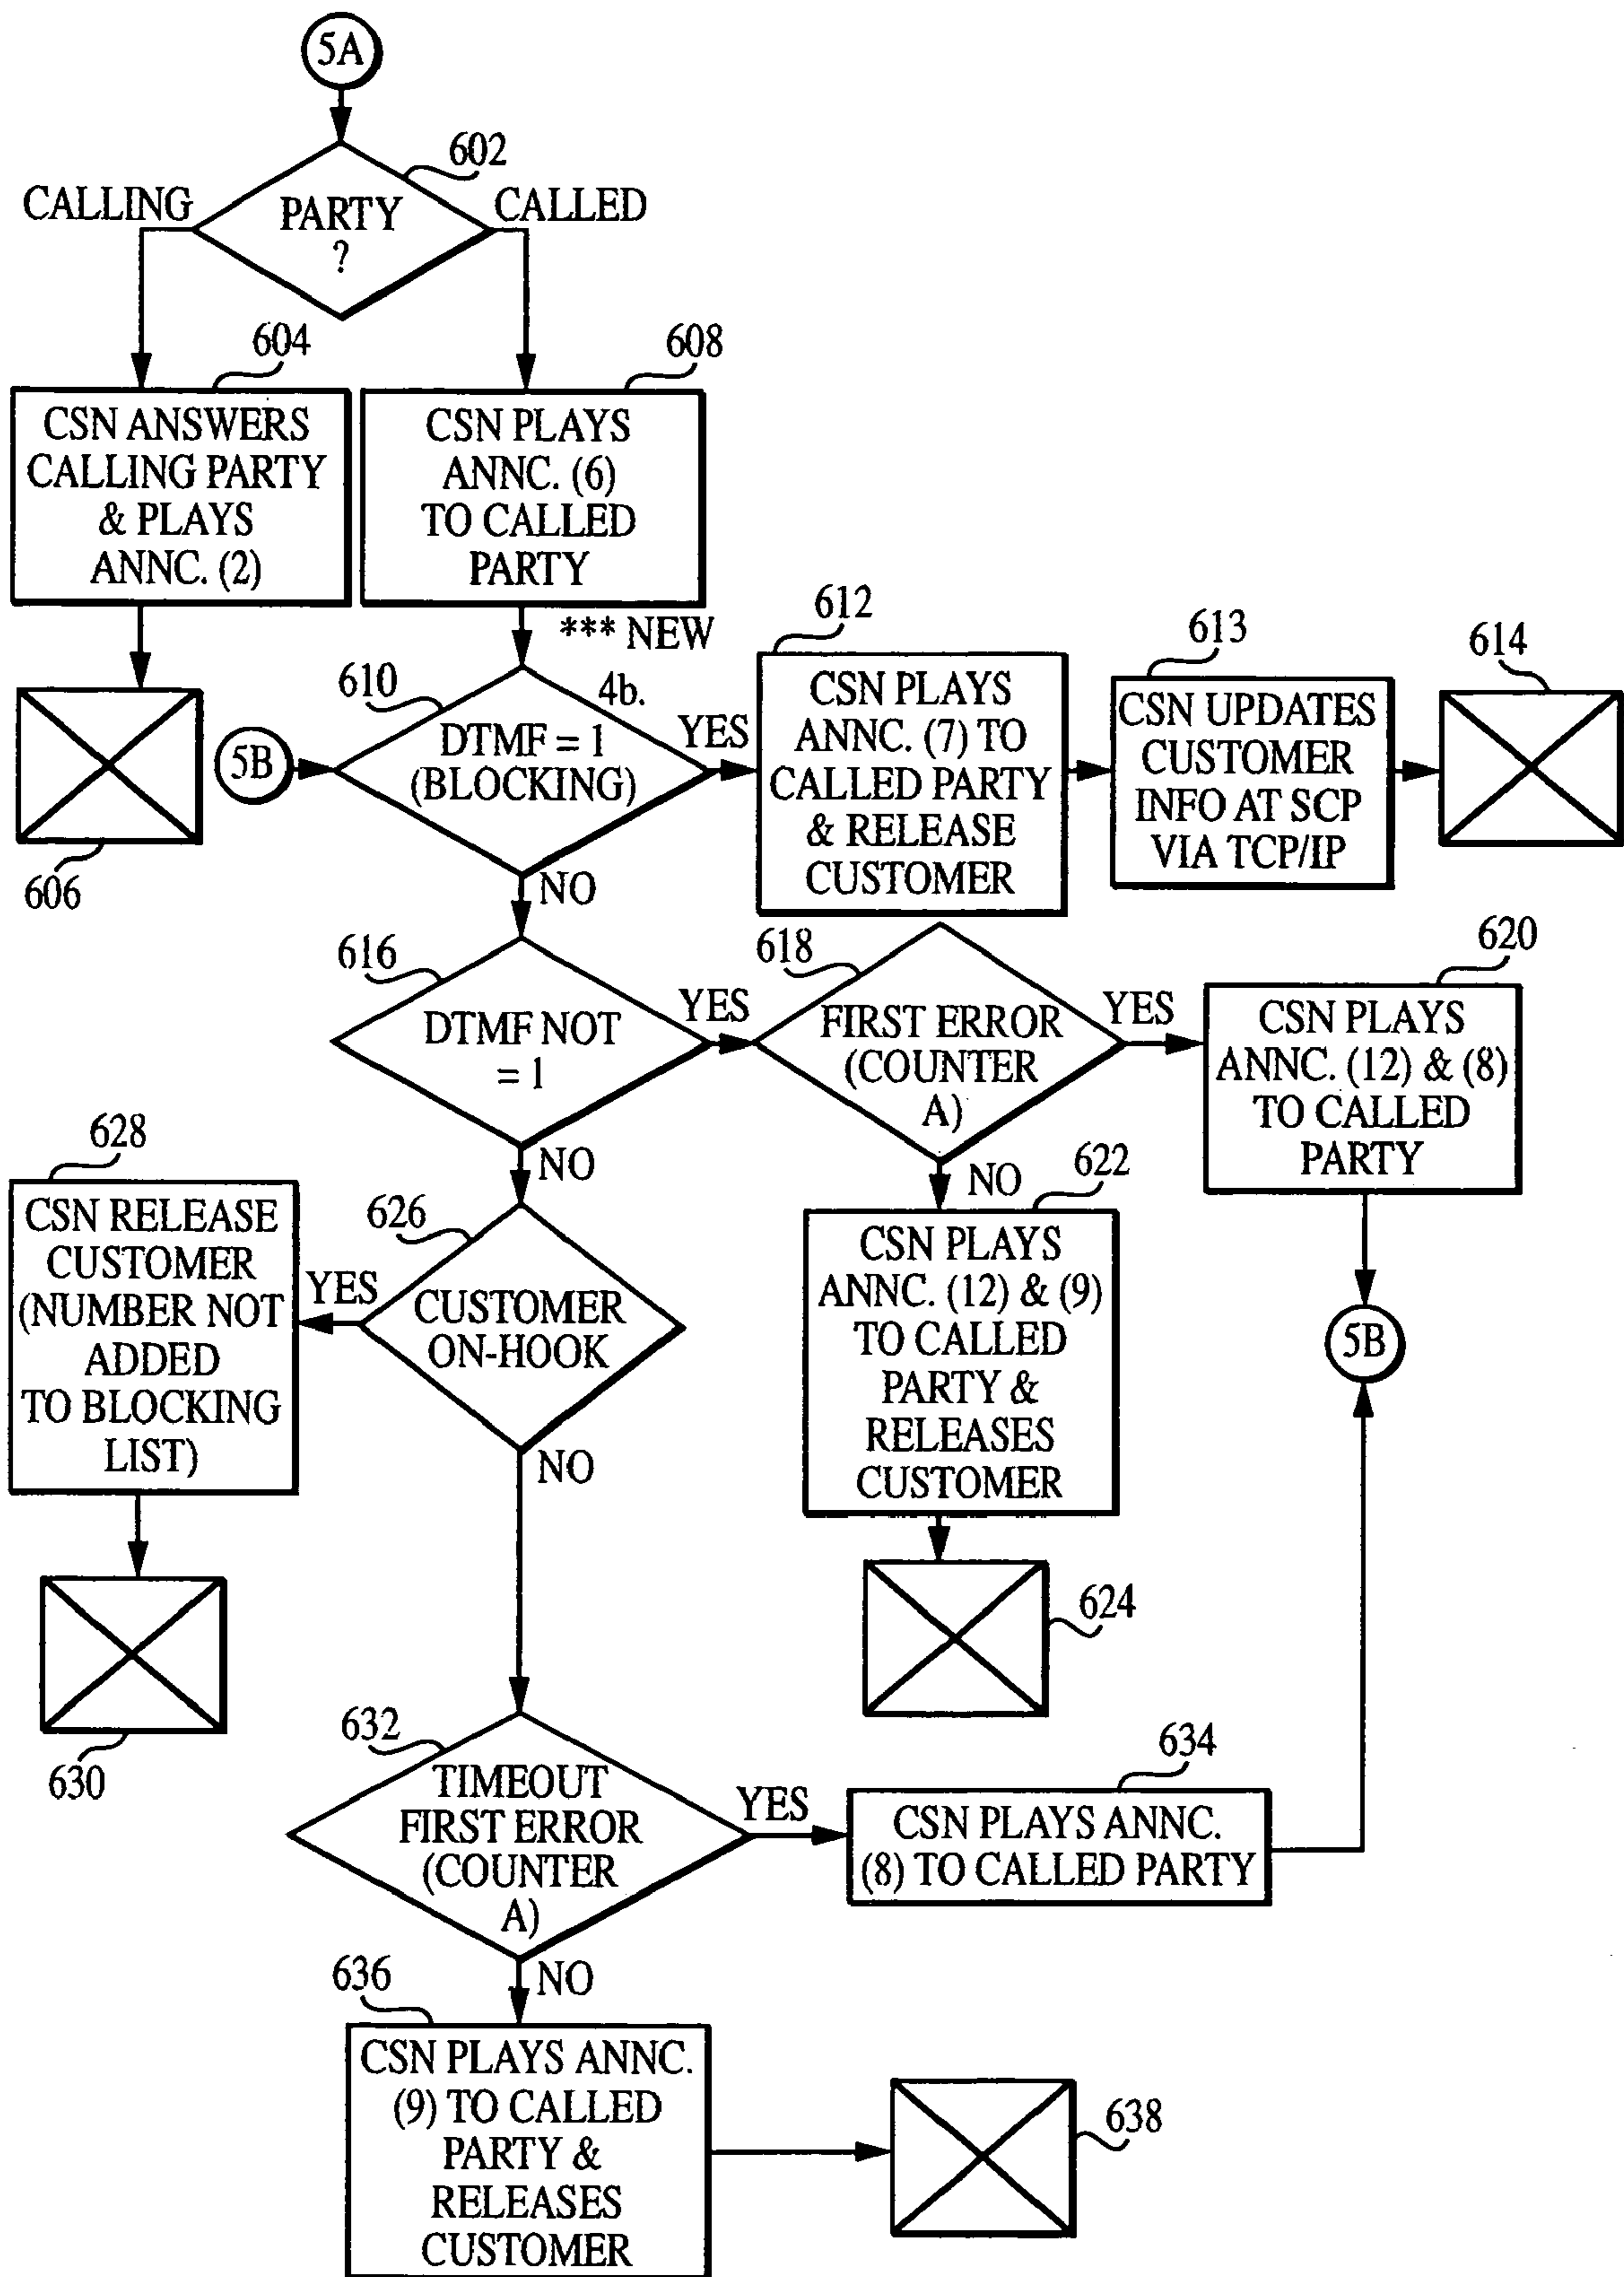 5A
602
CALLING
PARTY
?
CALLED
604
CSN ANSWERS
CALLING PARTY
& PLAYS
ANNC. (2)
606
608
CSN PLAYS
ANNC. (6)
TO CALLED
PARTY
*** NEW
610
4b.
DTMF = 1
(BLOCKING)
5B
YES
NO
612
CSN PLAYS
ANNC. (7) TO
CALLED PARTY
& RELEASE
CUSTOMER
613
CSN UPDATES
CUSTOMER
INFO AT SCP
VIA TCP/IP
614
616
DTMF NOT
= 1
YES
NO
618
FIRST ERROR
(COUNTER
A)
YES
NO
620
CSN PLAYS
ANNC. (12) & (8)
TO CALLED
PARTY
5B
622
CSN PLAYS
ANNC. (12) & (9)
TO CALLED
PARTY &
RELEASES
CUSTOMER
624
626
CUSTOMER
ON-HOOK
YES
NO
628
CSN RELEASE
CUSTOMER
(NUMBER NOT
ADDED
TO BLOCKING
LIST)
630
632
TIMEOUT
FIRST ERROR
(COUNTER
A)
YES
NO
634
CSN PLAYS ANNC.
(8) TO CALLED PARTY
636
CSN PLAYS ANNC.
(9) TO CALLED
PARTY &
RELEASES
CUSTOMER
638